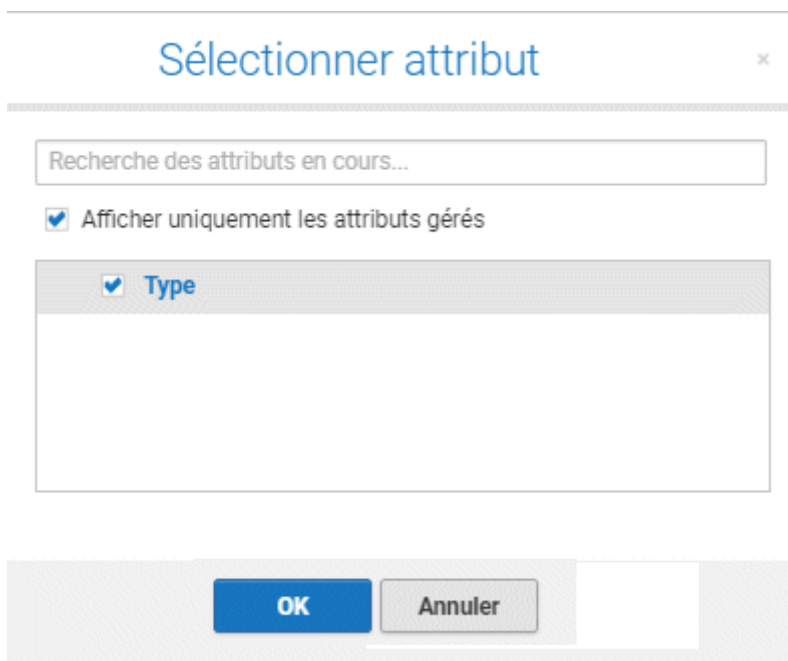 Sélectionner attribut
×
Recherche des attributs en cours...
Afficher uniquement les attributs gérés
Type
OK
Annuler